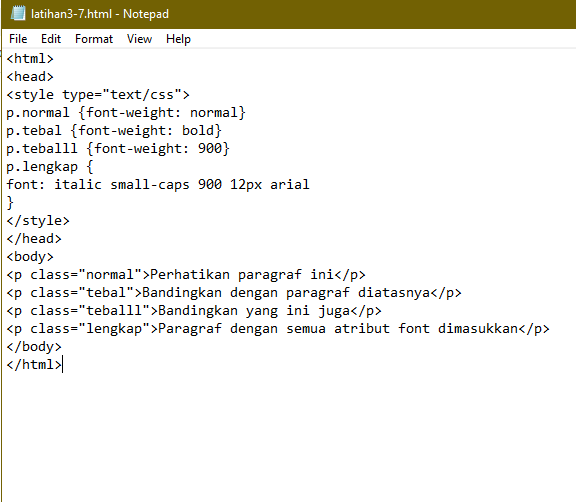 latihan3-7.html - Notepad
File Edit Format View Help
<html>
<head>
<style type="text/css">
p.normal {font-weight: normal}
p.tebal {font-weight: bold}
p.teballl {font-weight: 900}
p.lengkap {
font: italic small-caps 900 12px arial
}
</style>
</head>
<body>
<p class="normal">Perhatikan paragraf ini</p>
<p class="tebal">Bandingkan dengan paragraf diatasnya</p>
<p class="teballl">Bandingkan yang ini juga</p>
<p class="lengkap">Paragraf dengan semua atribut font dimasukkan</p>
</body>
</html>